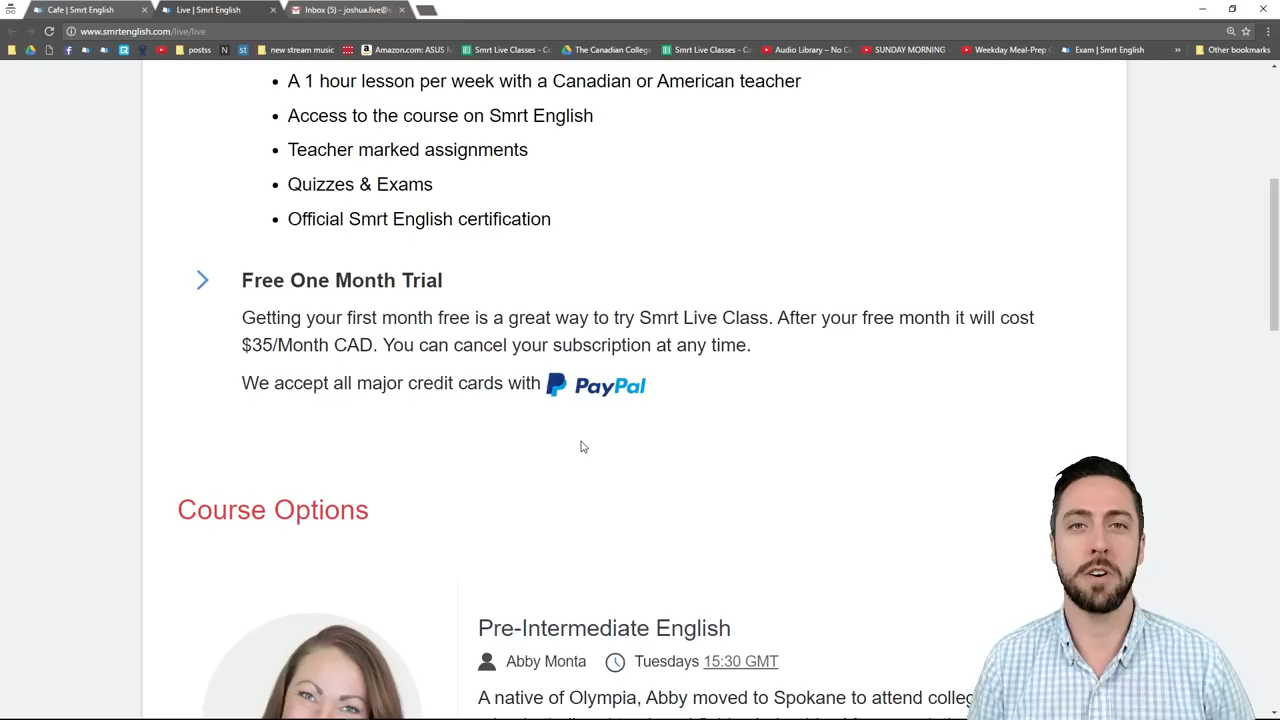 Cafe | Smrt English
Live | Smrt English
Inbox (5) - joshua.live@s
www.smrtenglish.com/live/live
postss
new stream music
Amazon.com: ASUS M
Smrt Live Classes - Co
The Canadian College
Smrt Live Classes - Co
Audio Library – No C
SUNDAY MORNING
Weekday Meal-Prep
Exam | Smrt English
»
Other bookmarks
• A 1 hour lesson per week with a Canadian or American teacher
• Access to the course on Smrt English
• Teacher marked assignments
• Quizzes & Exams
• Official Smrt English certification
Free One Month Trial
Getting your first month free is a great way to try Smrt Live Class. After your free month it will cost
$35/Month CAD. You can cancel your subscription at any time.
We accept all major credit cards with PayPal
Course Options
Pre-Intermediate English
Abby Monta
Tuesdays 15:30 GMT
A native of Olympia, Abby moved to Spokane to attend colleg